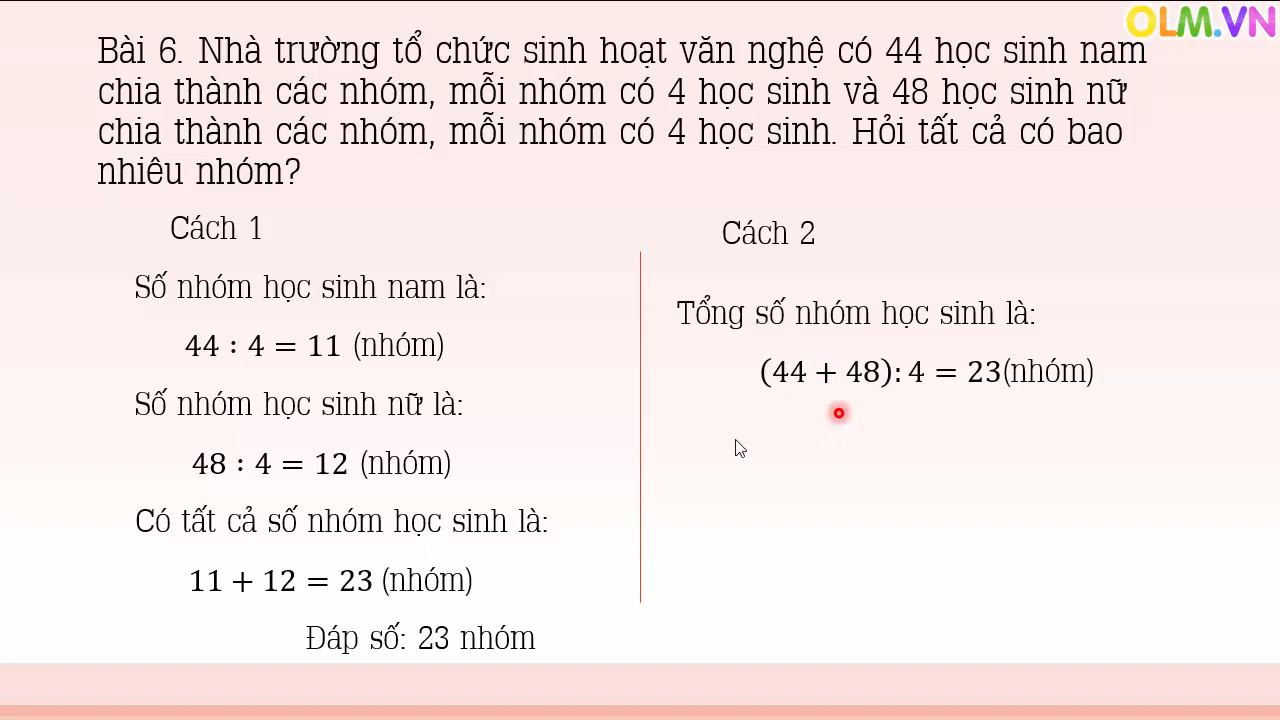 OLM.VN
Bài 6. Nhà trường tổ chức sinh hoạt văn nghệ có 44 học sinh nam
chia thành các nhóm, mỗi nhóm có 4 học sinh và 48 học sinh nữ
chia thành các nhóm, mỗi nhóm có 4 học sinh. Hỏi tất cả có bao
nhiêu nhóm?
Cách 1
Số nhóm học sinh nam là:
44 : 4 = 11 (nhóm)
Số nhóm học sinh nữ là:
48 : 4 = 12 (nhóm)
Có tất cả số nhóm học sinh là:
11 + 12 = 23 (nhóm)
Đáp số: 23 nhóm
Cách 2
Tổng số nhóm học sinh là:
(44 + 48): 4 = 23(nhóm)